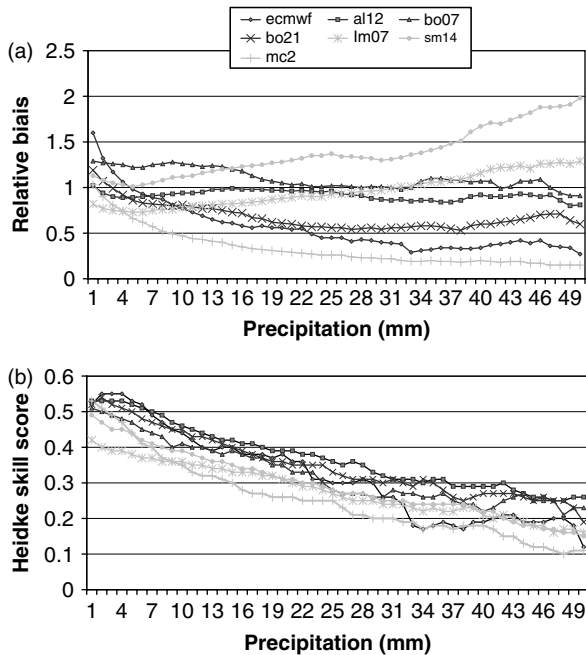 ecmwf al12 bo07
bo21 lm07 sm14
mc2
(a)
Relative biais
2.5
2
1.5
1
0.5
0
1 4 7 10 13 16 19 22 25 28 31 34 37 40 43 46 49
Precipitation (mm)
(b)
Heidke skill score
0.6
0.5
0.4
0.3
0.2
0.1
0
1 4 7 10 13 16 19 22 25 28 31 34 37 40 43 46 49
Precipitation (mm)